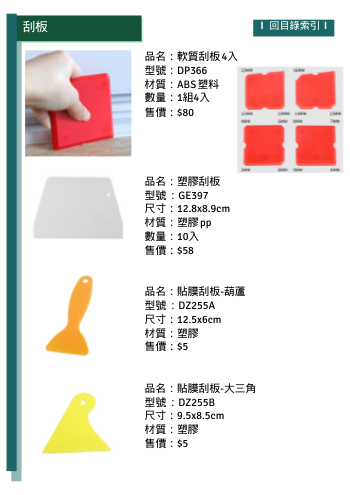 刮板
I 回目錄索引 I
品名：軟質刮板4入
型號：DP366
材質：ABS塑料
數量：1組4入
售價：$80
品名：塑膠刮板
型號：GE397
尺寸：12.8x8.9cm
材質：塑膠pp
數量：10入
售價：$58
品名：貼膜刮板-葫蘆
型號：DZ255A
尺寸：12.5x6cm
材質：塑膠
售價：$5
品名：貼膜刮板-大三角
型號：DZ255B
尺寸：9.5x8.5cm
材質：塑膠
售價：$5